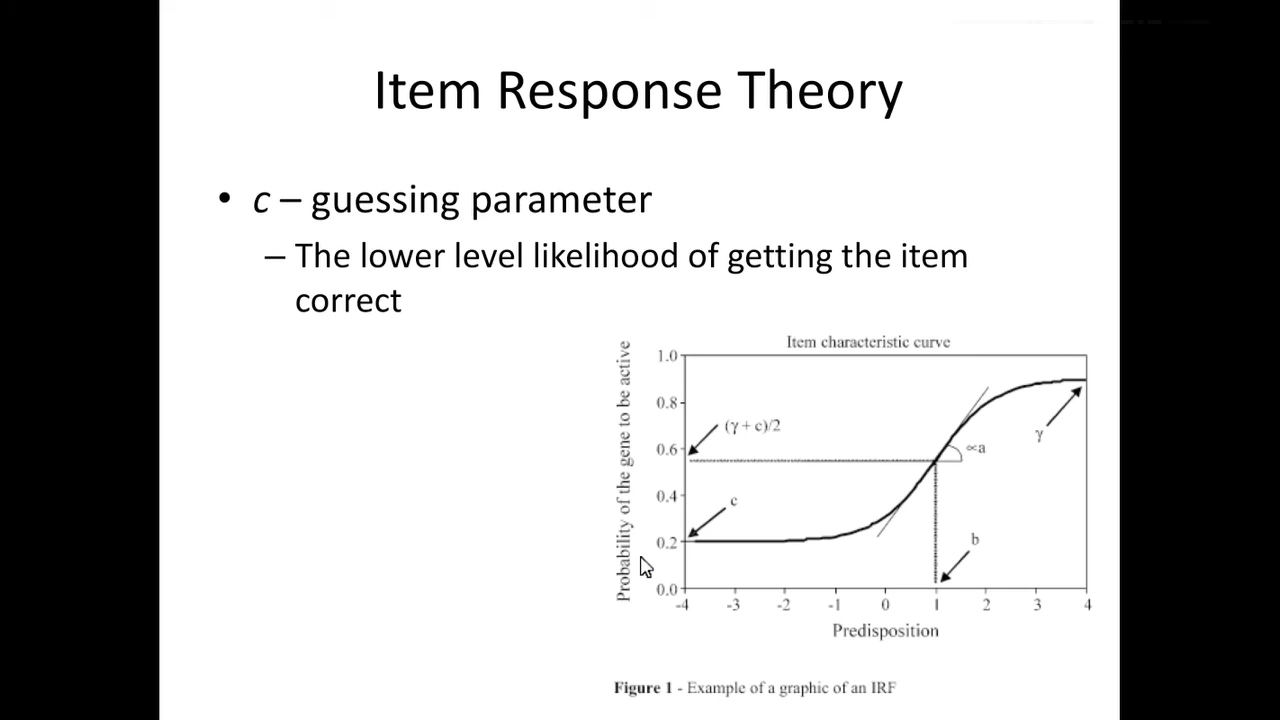 Item Response Theory
• c – guessing parameter
– The lower level likelihood of getting the item
correct
Item characteristic curve
Probability of the gene to be active
1.0
0.8
0.6
0.4
0.2
0.0
(γ + c)/2
c
∝a
γ
b
-4 -3 -2 -1 0 1 2 3 4
Predisposition
Figure 1 - Example of a graphic of an IRF